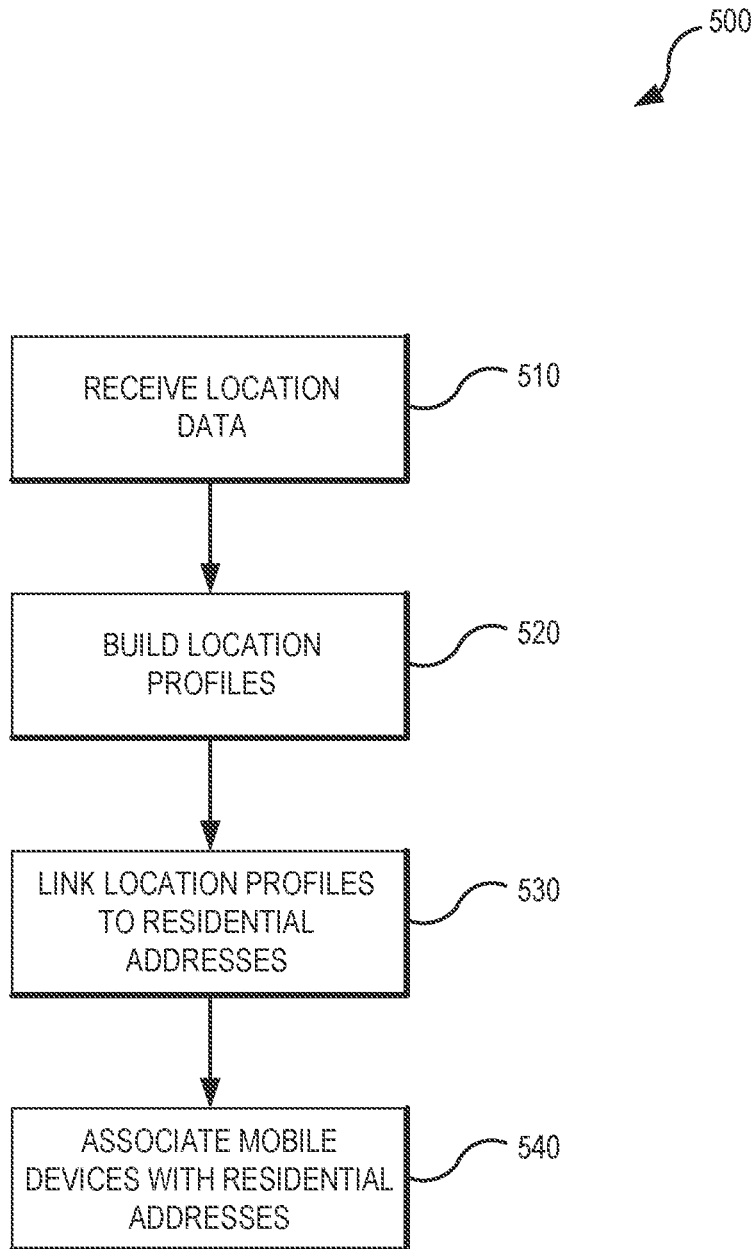 500
RECEIVE LOCATION
DATA
510
BUILD LOCATION
PROFILES
520
LINK LOCATION PROFILES
TO RESIDENTIAL
ADDRESSES
530
ASSOCIATE MOBILE
DEVICES WITH RESIDENTIAL
ADDRESSES
540